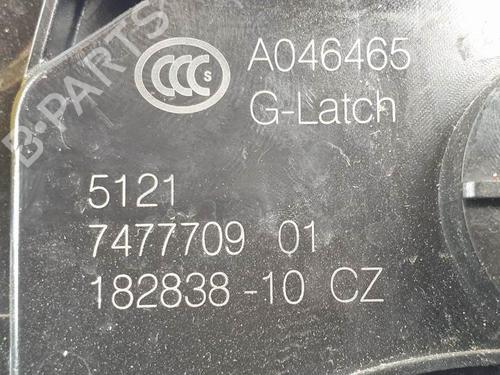 B-PARTS
CCC S
A046465
G-Latch
5121
7477709 01
182838-10 CZ